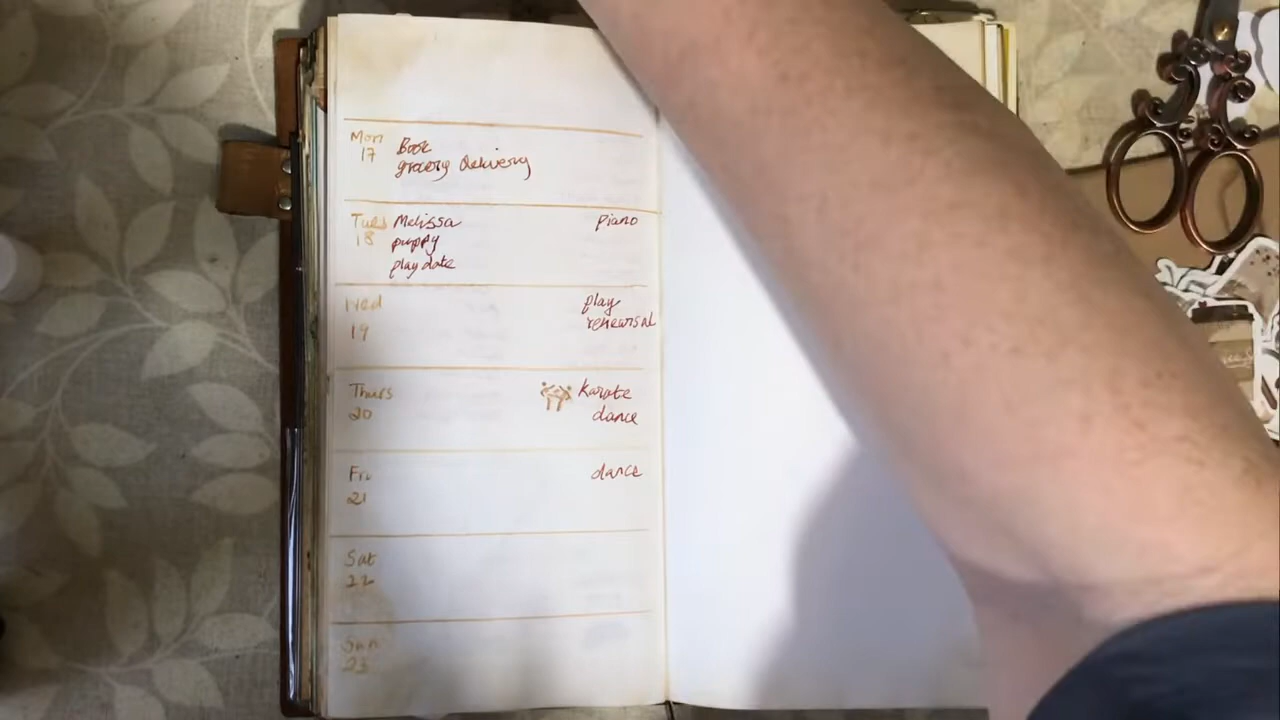 Mon
17
Book
grocery delivery
Tues
18
Melissa
puppy
play date
piano
Wed
19
play
rehearsal
Thurs
20
karate
dance
Fri
21
dance
Sat
22
Sun
23